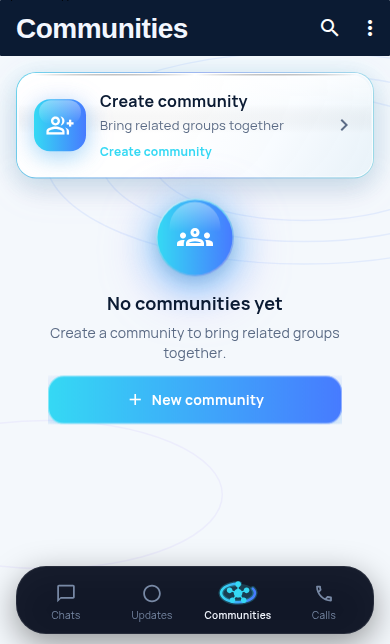 Communities
Create community
Bring related groups together
Create community
No communities yet
Create a community to bring related groups
together.
New community
Chats
Updates
Communities
Calls